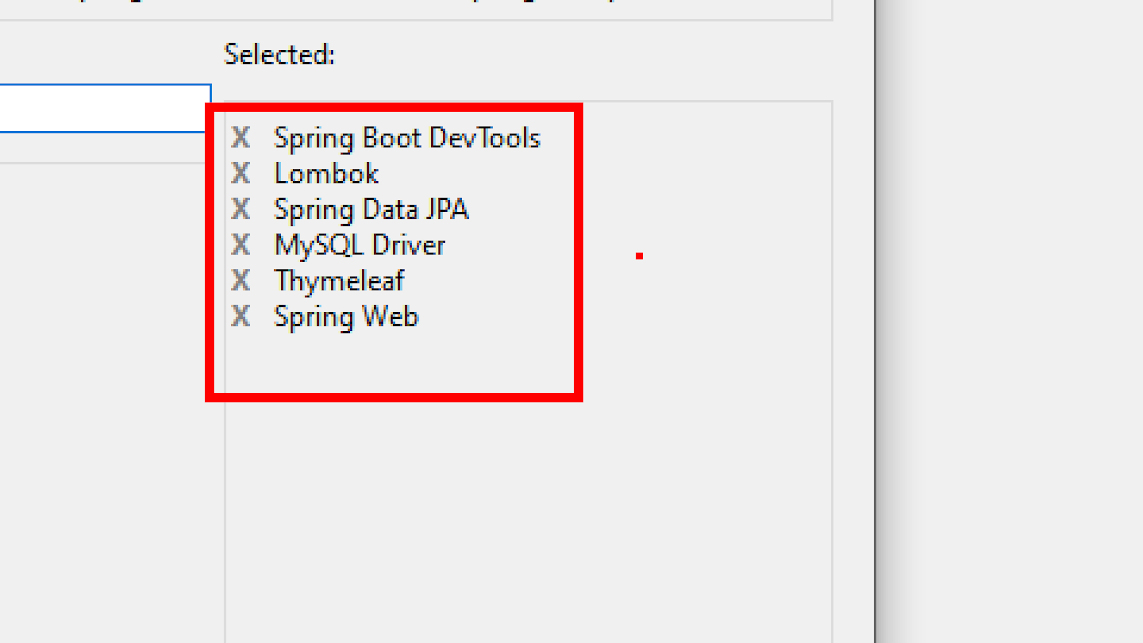 Selected:
X Spring Boot DevTools
X Lombok
X Spring Data JPA
X MySQL Driver
X Thymeleaf
X Spring Web